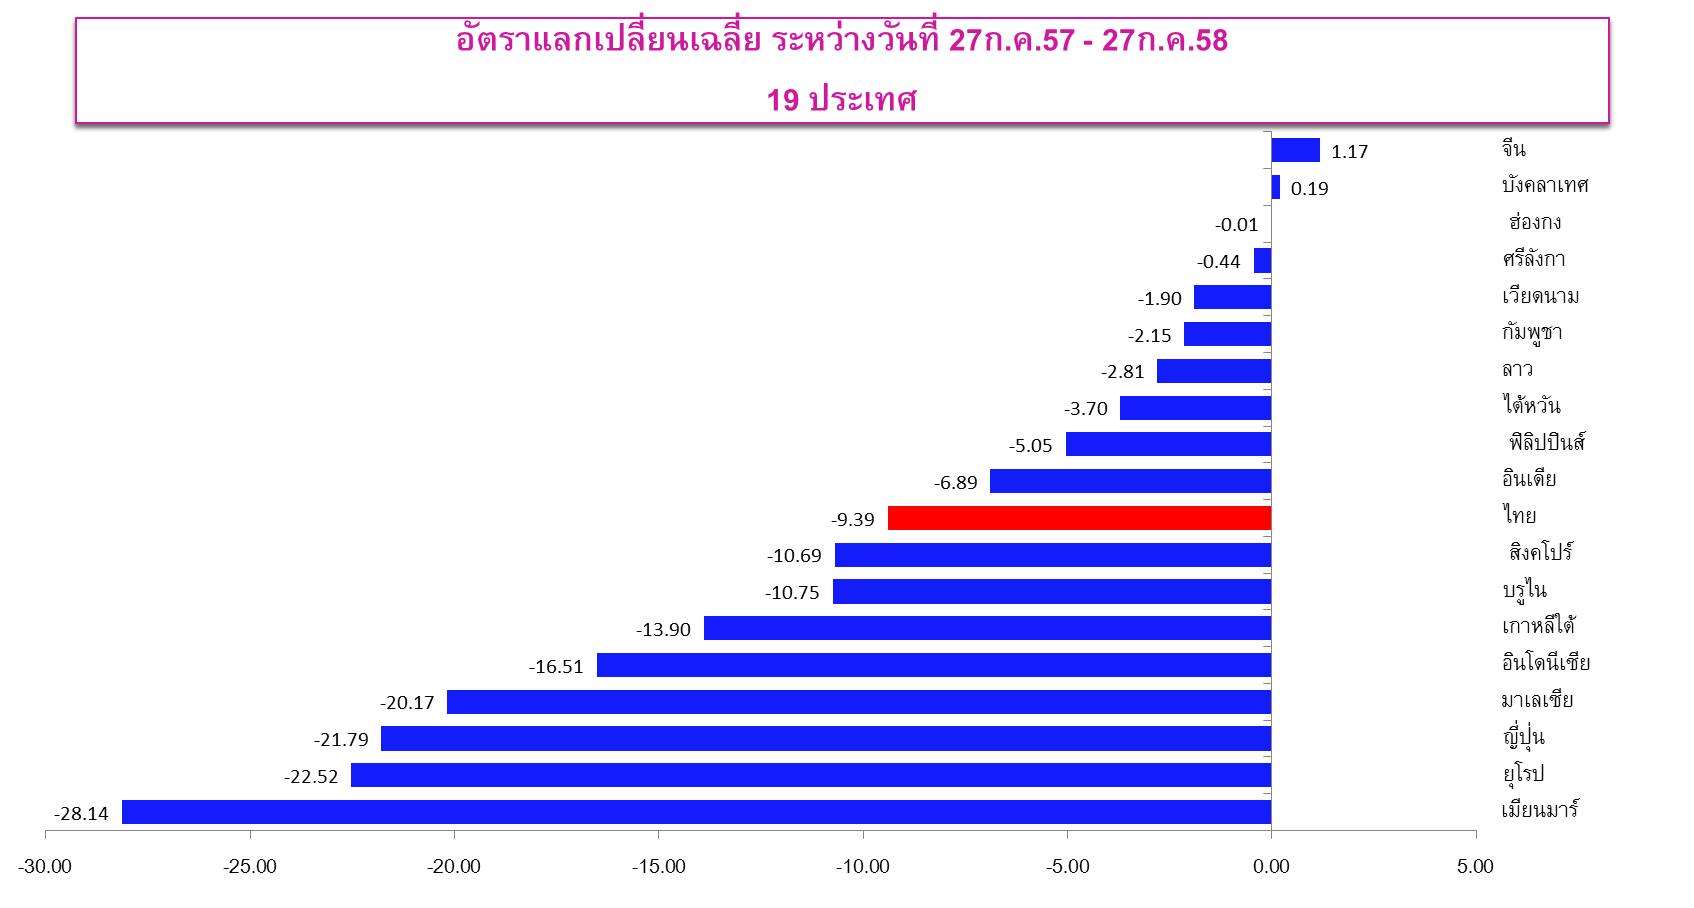 อัตราแลกเปลี่ยนเฉลี่ย ระหว่างวันที่ 27ก.ค.57 - 27ก.ค.58
19 ประเทศ
1.17 จีน
0.19 บังคลาเทศ
-0.01 ฮ่องกง
-0.44 ศรีลังกา
-1.90 เวียดนาม
-2.15 กัมพูชา
-2.81 ลาว
-3.70 ไต้หวัน
-5.05 ฟิลิปปินส์
-6.89 อินเดีย
-9.39 ไทย
-10.69 สิงคโปร์
-10.75 บรูไน
-13.90 เกาหลีใต้
-16.51 อินโดนีเซีย
-20.17 มาเลเซีย
-21.79 ญี่ปุ่น
-22.52 ยุโรป
-28.14 เมียนมาร์
-30.00 -25.00 -20.00 -15.00 -10.00 -5.00 0.00 5.00